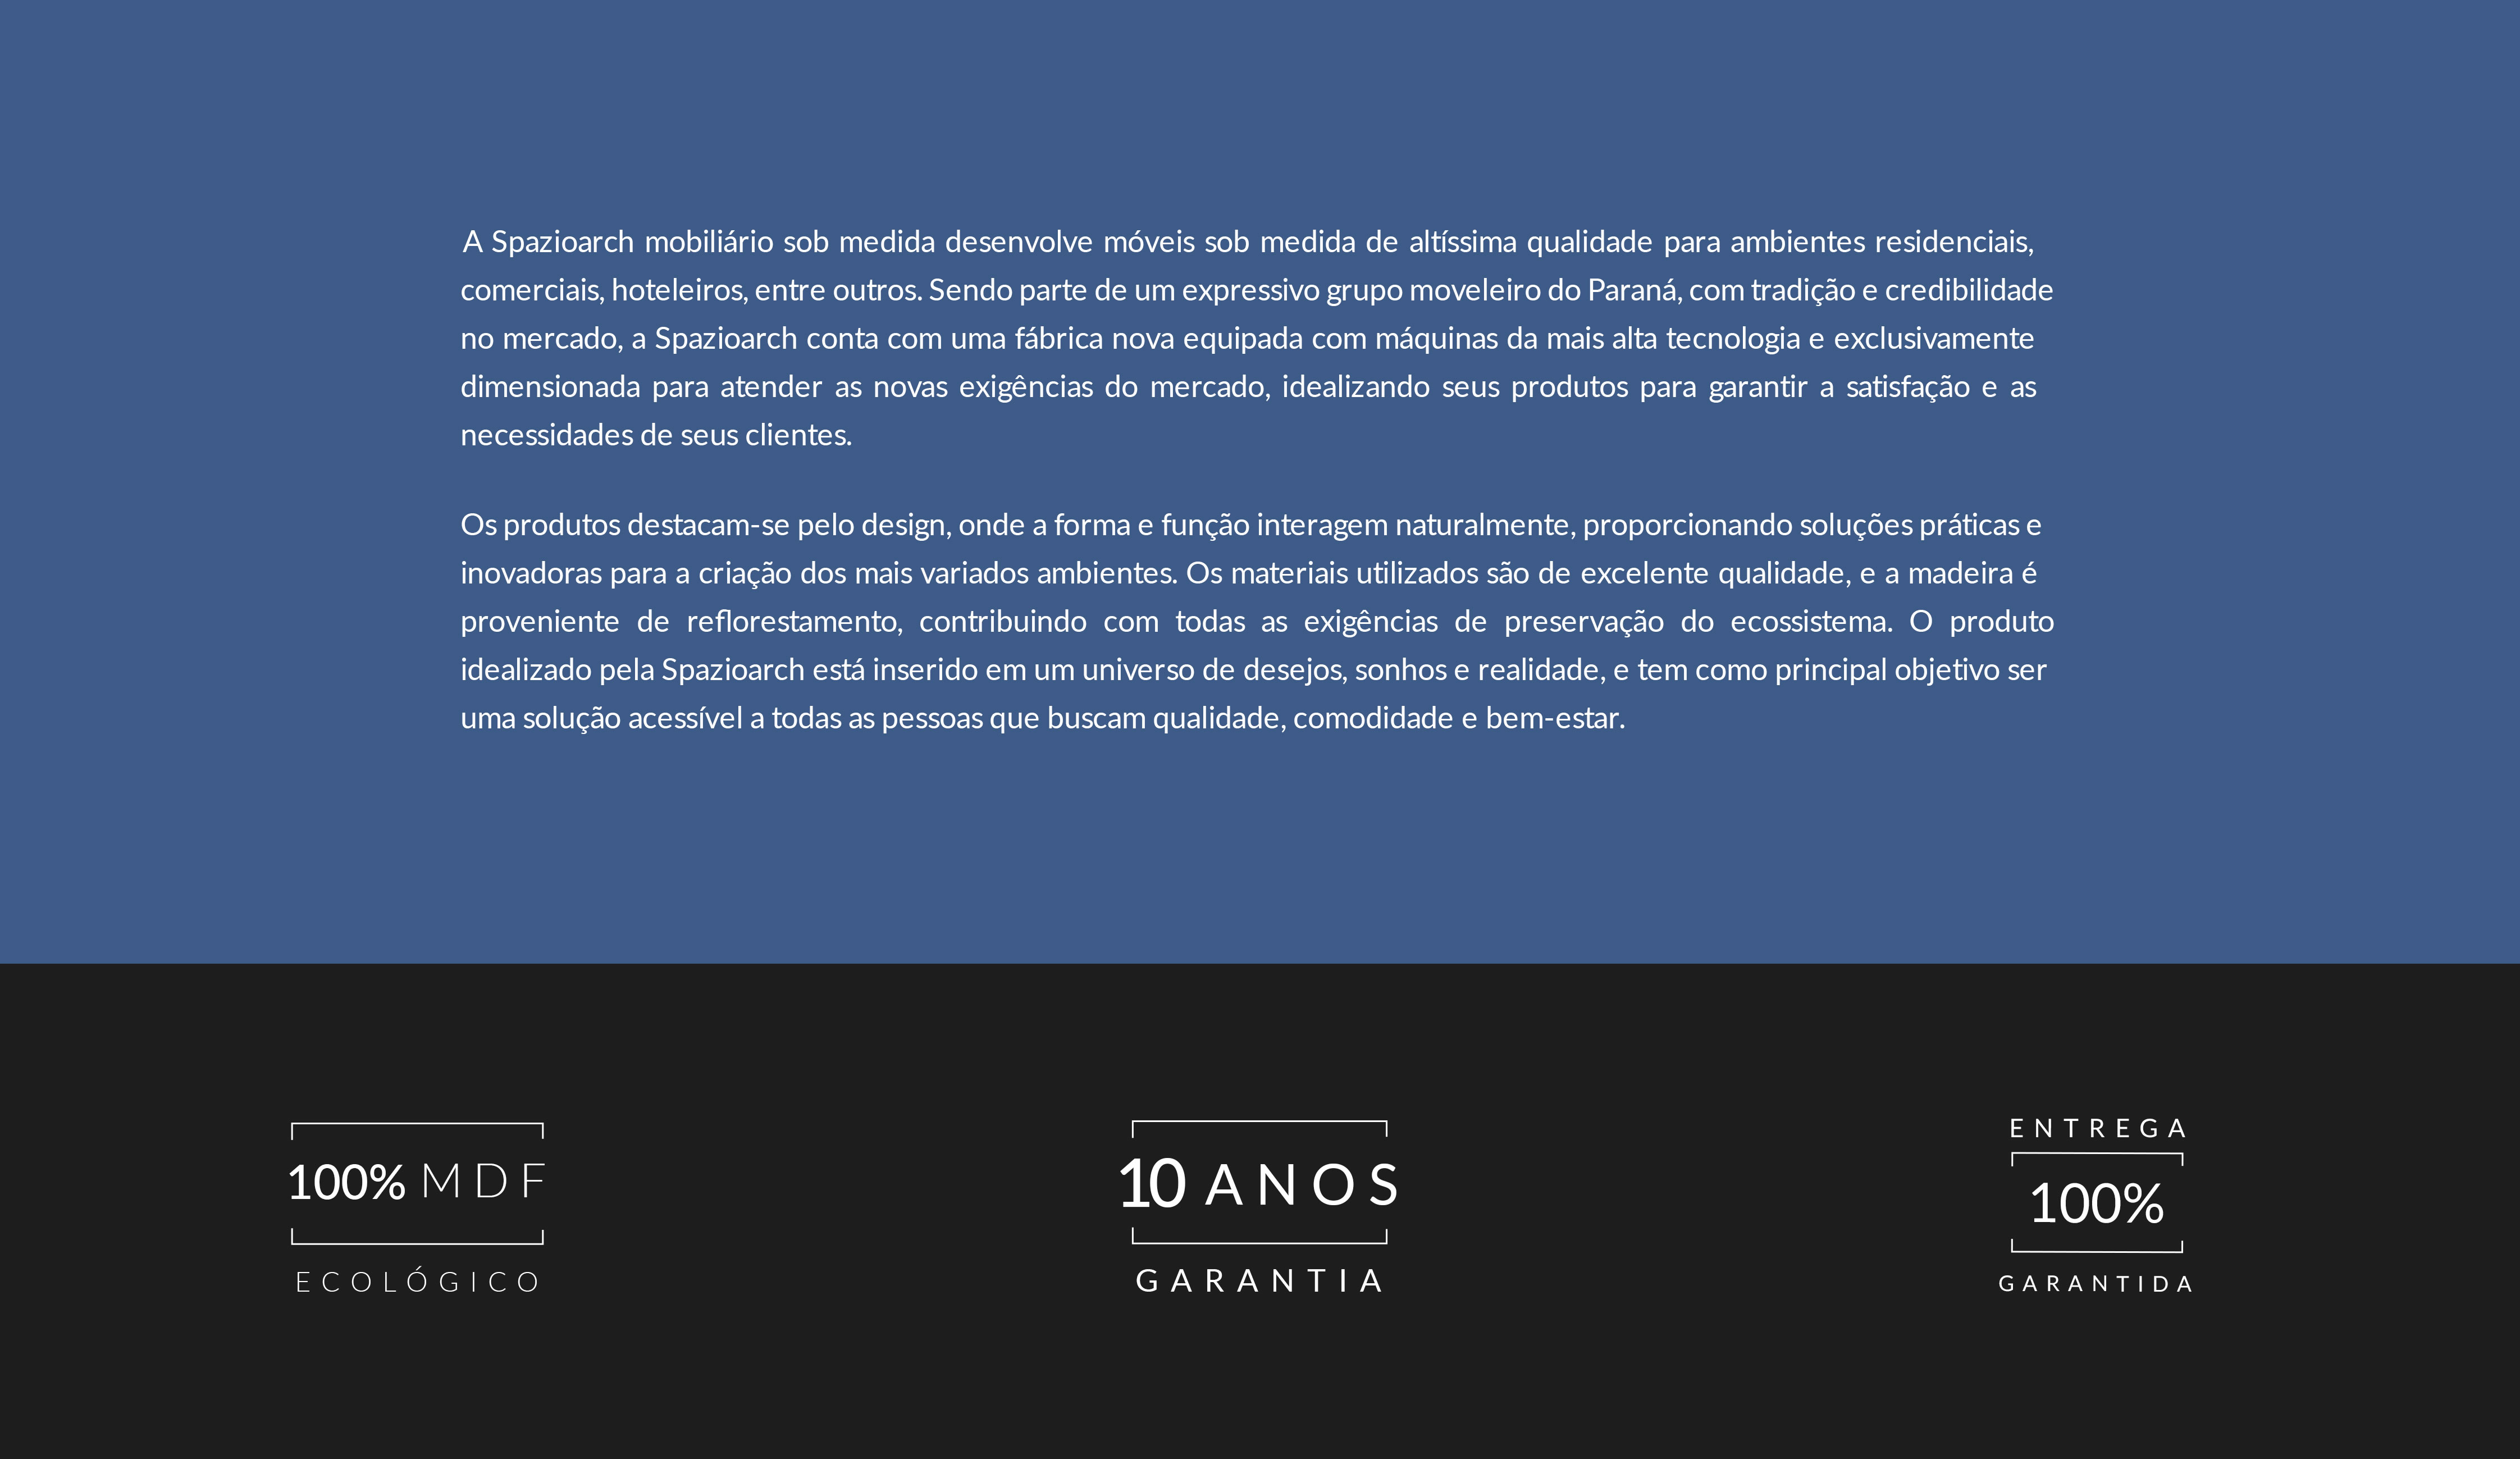 A Spazioarch mobiliário sob medida desenvolve móveis sob medida de altíssima qualidade para ambientes residenciais,
comerciais, hoteleiros, entre outros. Sendo parte de um expressivo grupo moveleiro do Paraná, com tradição e credibilidade
no mercado, a Spazioarch conta com uma fábrica nova equipada com máquinas da mais alta tecnologia e exclusivamente
dimensionada para atender as novas exigências do mercado, idealizando seus produtos para garantir a satisfação e as
necessidades de seus clientes.
Os produtos destacam-se pelo design, onde a forma e função interagem naturalmente, proporcionando soluções práticas e
inovadoras para a criação dos mais variados ambientes. Os materiais utilizados são de excelente qualidade, e a madeira é
proveniente de reflorestamento, contribuindo com todas as exigências de preservação do ecossistema. O produto
idealizado pela Spazioarch está inserido em um universo de desejos, sonhos e realidade, e tem como principal objetivo ser
uma solução acessível a todas as pessoas que buscam qualidade, comodidade e bem-estar.
100% MDF
ECOLÓGICO
10 ANOS
GARANTIA
ENTREGA
100%
GARANTIDA